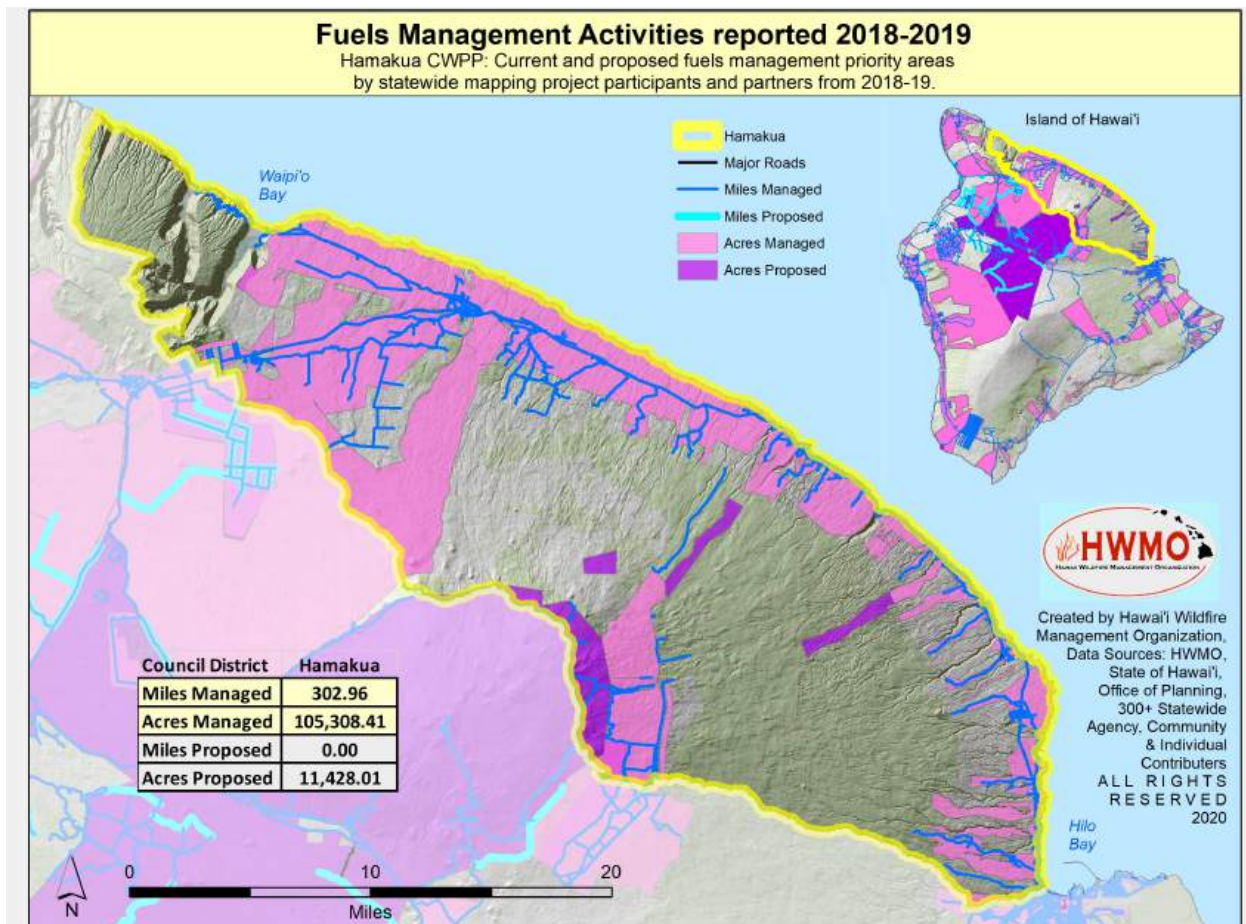 Fuels Management Activities reported 2018-2019
Hamakua CWPP: Current and proposed fuels management priority areas
by statewide mapping project participants and partners from 2018-19.
Island of Hawai'i
Waipi'o
Bay
Hamakua
Major Roads
Miles Managed
Miles Proposed
Acres Managed
Acres Proposed
HWMO
HAWAII WILDFIRE MANAGEMENT ORGANIZATION
Created by Hawai'i Wildfire
Management Organization,
Data Sources: HWMO,
State of Hawai'i,
Office of Planning,
300+ Statewide
Agency, Community
& Individual
Contributers
ALL RIGHTS
RESERVED
2020
Council District Hamakua
Miles Managed 302.96
Acres Managed 105,308.41
Miles Proposed 0.00
Acres Proposed 11,428.01
Hilo
Bay
N
0 10 20
Miles